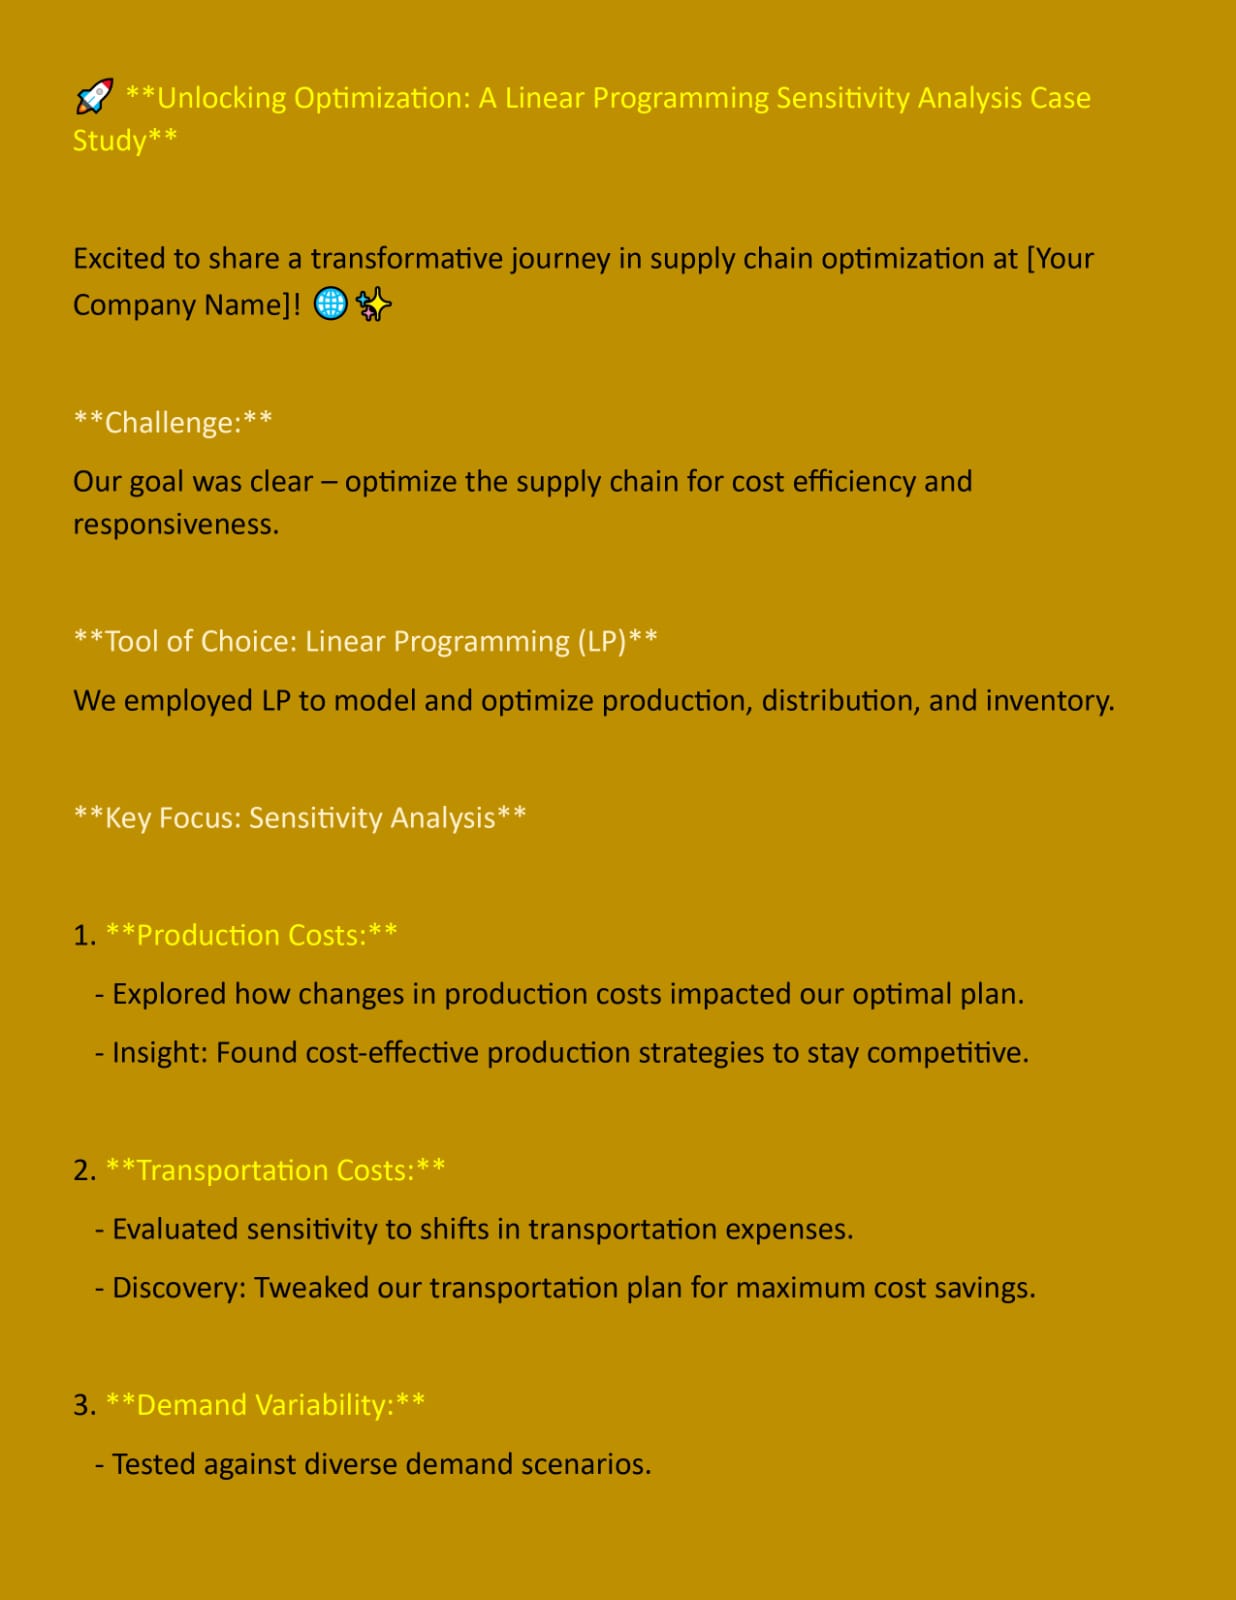 🚀 **Unlocking Optimization: A Linear Programming Sensitivity Analysis Case
Study**
Excited to share a transformative journey in supply chain optimization at [Your
Company Name]! 🌐✨
**Challenge:**
Our goal was clear – optimize the supply chain for cost efficiency and
responsiveness.
**Tool of Choice: Linear Programming (LP)**
We employed LP to model and optimize production, distribution, and inventory.
**Key Focus: Sensitivity Analysis**
1. **Production Costs:**
- Explored how changes in production costs impacted our optimal plan.
- Insight: Found cost-effective production strategies to stay competitive.
2. **Transportation Costs:**
- Evaluated sensitivity to shifts in transportation expenses.
- Discovery: Tweaked our transportation plan for maximum cost savings.
3. **Demand Variability:**
- Tested against diverse demand scenarios.